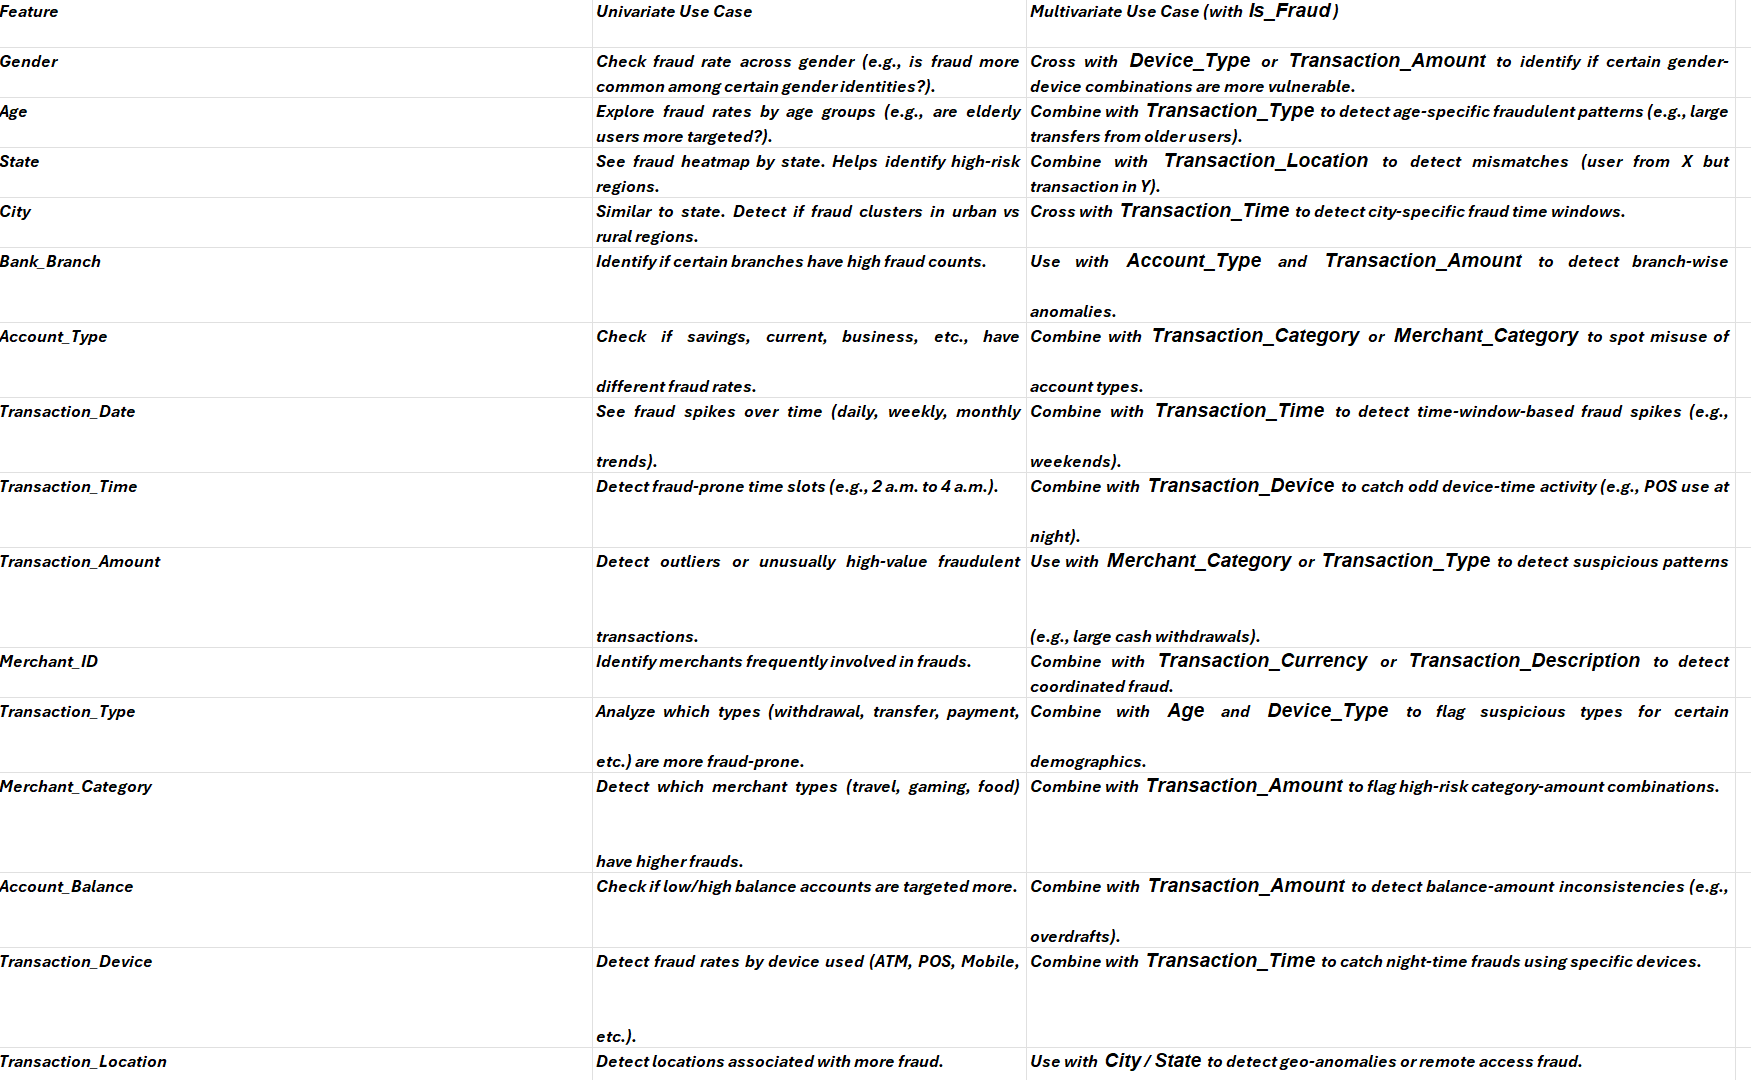 Feature
Univariate Use Case
Multivariate Use Case (with Is_Fraud)
Gender
Check fraud rate across gender (e.g., is fraud more
common among certain gender identities?).
Cross with Device_Type or Transaction_Amount to identify if certain gender-
device combinations are more vulnerable.
Age
Explore fraud rates by age groups (e.g., are elderly
users more targeted?).
Combine with Transaction_Type to detect age-specific fraudulent patterns (e.g., large
transfers from older users).
State
See fraud heatmap by state. Helps identify high-risk
regions.
Combine with Transaction_Location to detect mismatches (user from X but
transaction in Y).
City
Similar to state. Detect if fraud clusters in urban vs
rural regions.
Cross with Transaction_Time to detect city-specific fraud time windows.
Bank_Branch
Identify if certain branches have high fraud counts.
Use with Account_Type and Transaction_Amount to detect branch-wise
anomalies.
Account_Type
Check if savings, current, business, etc., have
different fraud rates.
Combine with Transaction_Category or Merchant_Category to spot misuse of
account types.
Transaction_Date
See fraud spikes over time (daily, weekly, monthly
trends).
Combine with Transaction_Time to detect time-window-based fraud spikes (e.g.,
weekends).
Transaction_Time
Detect fraud-prone time slots (e.g., 2 a.m. to 4 a.m.).
Combine with Transaction_Device to catch odd device-time activity (e.g., POS use at
night).
Transaction_Amount
Detect outliers or unusually high-value fraudulent
transactions.
Use with Merchant_Category or Transaction_Type to detect suspicious patterns
(e.g., large cash withdrawals).
Merchant_ID
Identify merchants frequently involved in frauds.
Combine with Transaction_Currency or Transaction_Description to detect
coordinated fraud.
Transaction_Type
Analyze which types (withdrawal, transfer, payment,
etc.) are more fraud-prone.
Combine with Age and Device_Type to flag suspicious types for certain
demographics.
Merchant_Category
Detect which merchant types (travel, gaming, food)
have higher frauds.
Combine with Transaction_Amount to flag high-risk category-amount combinations.
Account_Balance
Check if low/high balance accounts are targeted more.
Combine with Transaction_Amount to detect balance-amount inconsistencies (e.g.,
overdrafts).
Transaction_Device
Detect fraud rates by device used (ATM, POS, Mobile,
etc.).
Combine with Transaction_Time to catch night-time frauds using specific devices.
Transaction_Location
Detect locations associated with more fraud.
Use with City / State to detect geo-anomalies or remote access fraud.